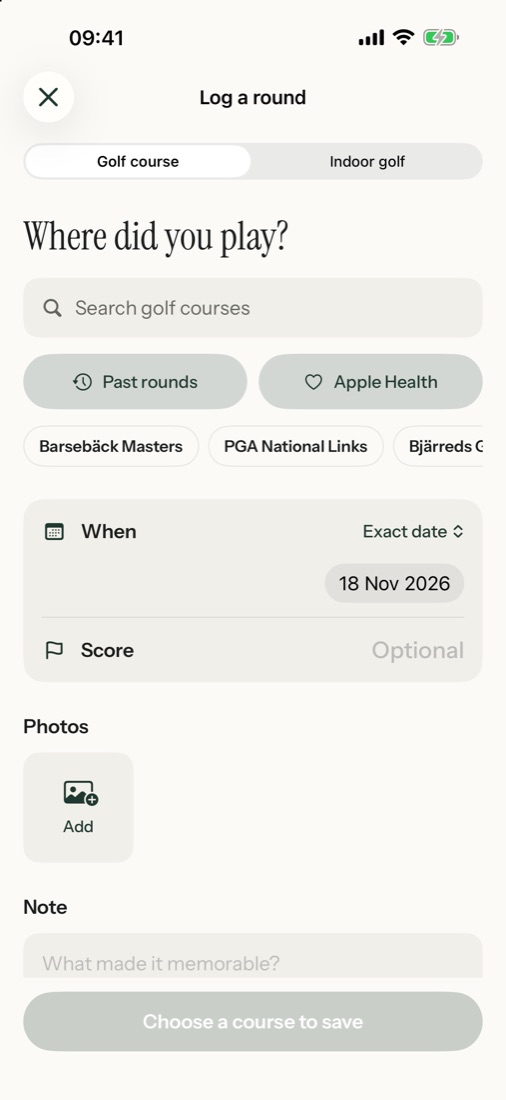 09:41
Log a round
Golf course
Indoor golf
Where did you play?
Search golf courses
Past rounds
Apple Health
Barsebäck Masters
PGA National Links
Bjärreds
When
Exact date
18 Nov 2026
Score
Optional
Photos
Add
Note
What made it memorable?
Choose a course to save